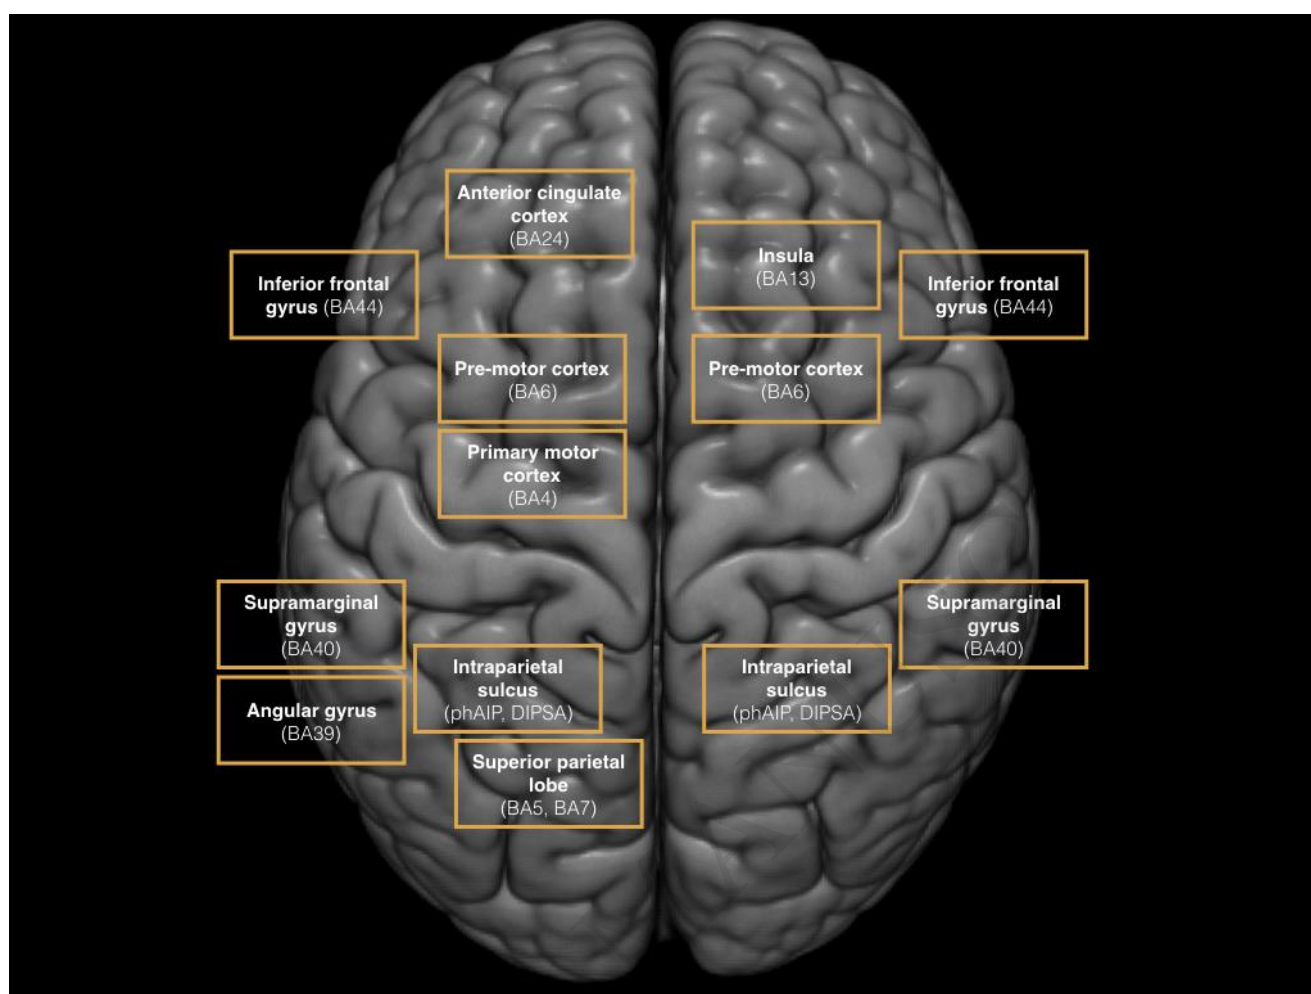 Anterior cingulate
cortex
(BA24)
Insula
(BA13)
Inferior frontal
gyrus (BA44)
Inferior frontal
gyrus (BA44)
Pre-motor cortex
(BA6)
Pre-motor cortex
(BA6)
Primary motor
cortex
(BA4)
Supramarginal
gyrus
(BA40)
Supramarginal
gyrus
(BA40)
Intraparietal
sulcus
(phAIP, DIPSA)
Intraparietal
sulcus
(phAIP, DIPSA)
Angular gyrus
(BA39)
Superior parietal
lobe
(BA5, BA7)